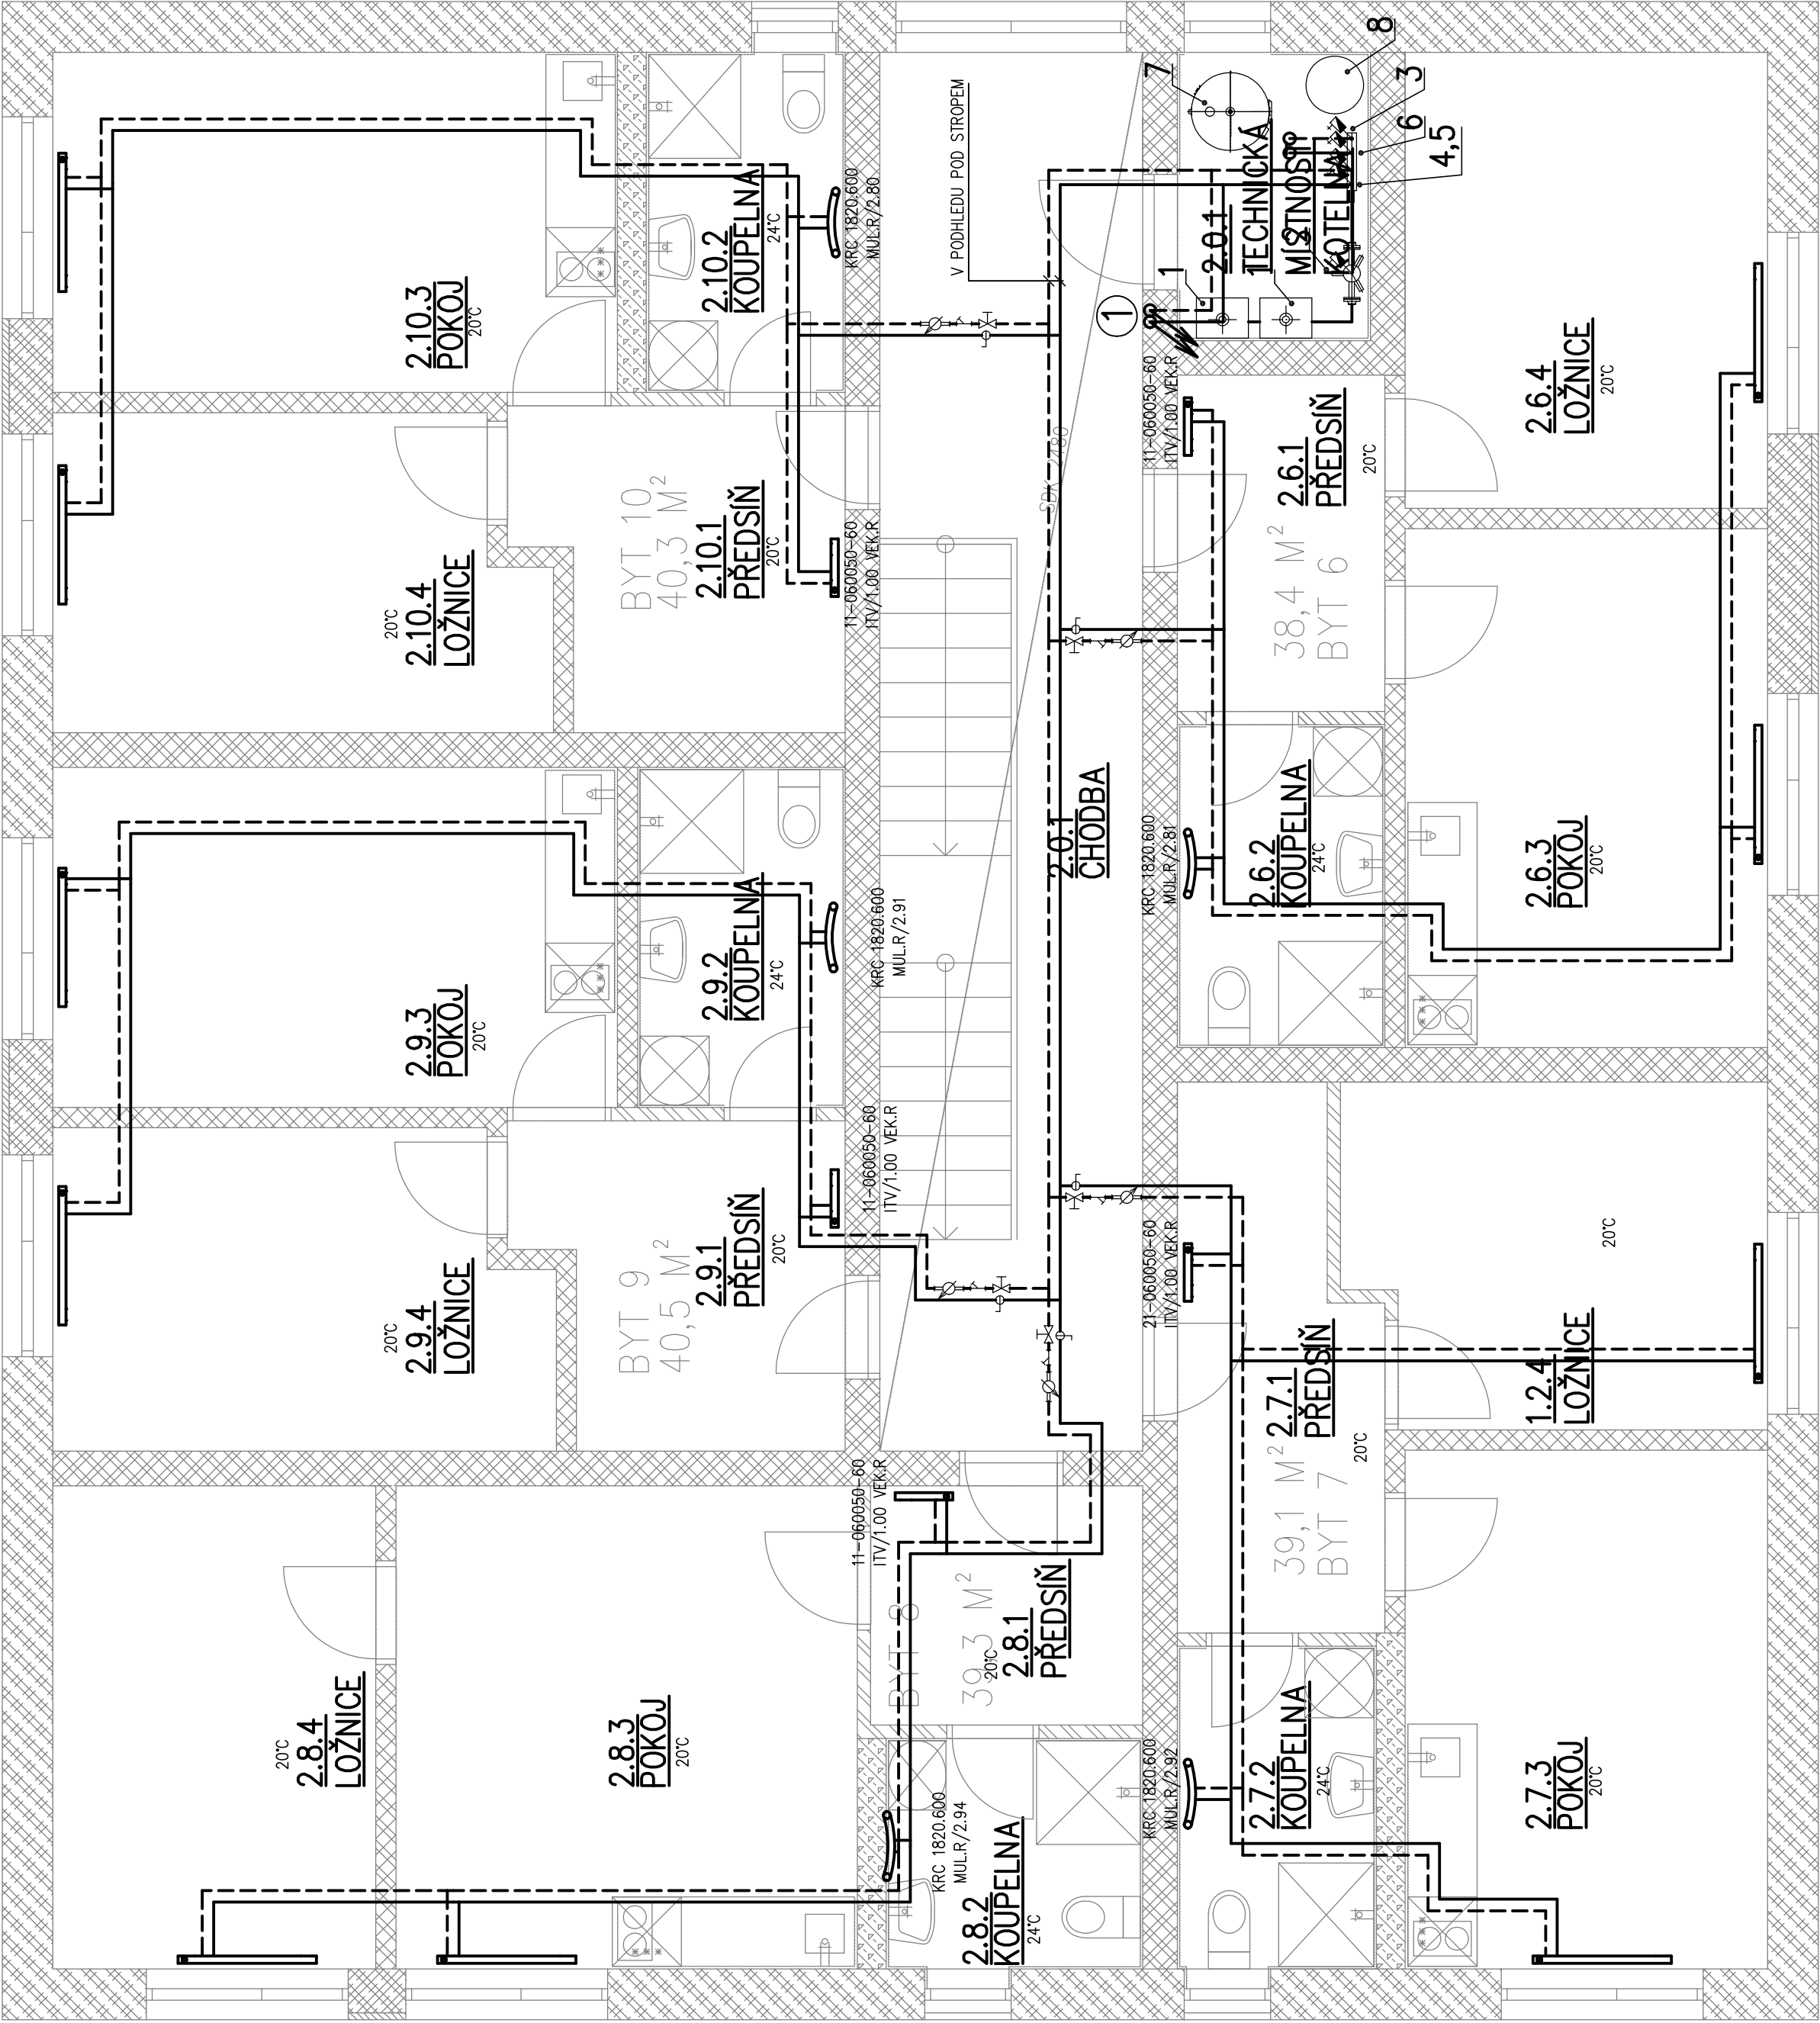 2.10.3
POKOJ
20°C
2.10.4
LOŽNICE
20°C
2.10.2
KOUPELNA
24°C
KRC 1820.600
MUL.R/2.80
2.10.1
PŘEDSÍŇ
20°C
BYT 10
40,3 M²
11-060050-60
ITV/1.00 VEK.R
2.9.3
POKOJ
20°C
2.9.4
LOŽNICE
20°C
2.9.2
KOUPELNA
24°C
KRC 1820.600
MUL.R/2.91
2.9.1
PŘEDSÍŇ
20°C
BYT 9
40,5 M²
11-060050-60
ITV/1.00 VEK.R
2.8.4
LOŽNICE
20°C
2.8.3
POKOJ
20°C
2.8.1
PŘEDSÍŇ
20°C
BYT 8
39,3 M²
11-060050-60
ITV/1.00 VEK.R
2.8.2
KOUPELNA
24°C
KRC 1820.600
MUL.R/2.94
V PODHLEDU POD STROPEM
SDK 2480
2.0.1
CHODBA
1
2.0.1
TECHNICKÁ
MÍSTNOST
KOTELNA
1
1
7
8
3
6
4,5
11-060050-60
ITV/1.00 VEK.R
2.6.1
PŘEDSÍŇ
20°C
38,4 M²
BYT 6
2.6.4
LOŽNICE
20°C
KRC 1820.600
MUL.R/2.81
2.6.2
KOUPELNA
24°C
2.6.3
POKOJ
20°C
21-060050-60
ITV/1.00 VEK.R
2.7.1
PŘEDSÍŇ
20°C
39,1 M²
BYT 7
1.2.4
LOŽNICE
20°C
KRC 1820.600
MUL.R/2.92
2.7.2
KOUPELNA
24°C
2.7.3
POKOJ
20°C